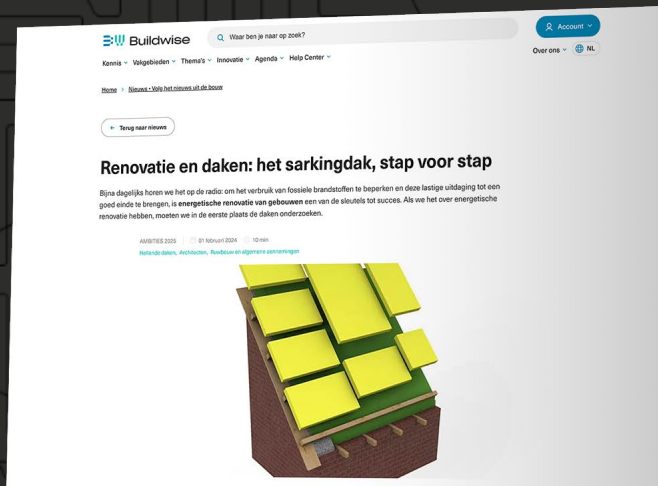 Buildwise
Waar ben je naar op zoek?
Account
Kennis Vakgebieden Thema's Innovatie Agenda Help Center
Over ons NL
Home > Nieuws • Volg het nieuws uit de bouw
← Terug naar nieuws
Renovatie en daken: het sarkingdak, stap voor stap
Bijna dagelijks horen we het op de radio: om het verbruik van fossiele brandstoffen te beperken en deze lastige uitdaging tot een
goed einde te brengen, is energetische renovatie van gebouwen een van de sleutels tot succes. Als we het over energetische
renovatie hebben, moeten we in de eerste plaats de daken onderzoeken.
AMBITIES 2025 01 februari 2024 10 min
Hellende daken, Architecten, Ruwbouw en algemene aannemingen